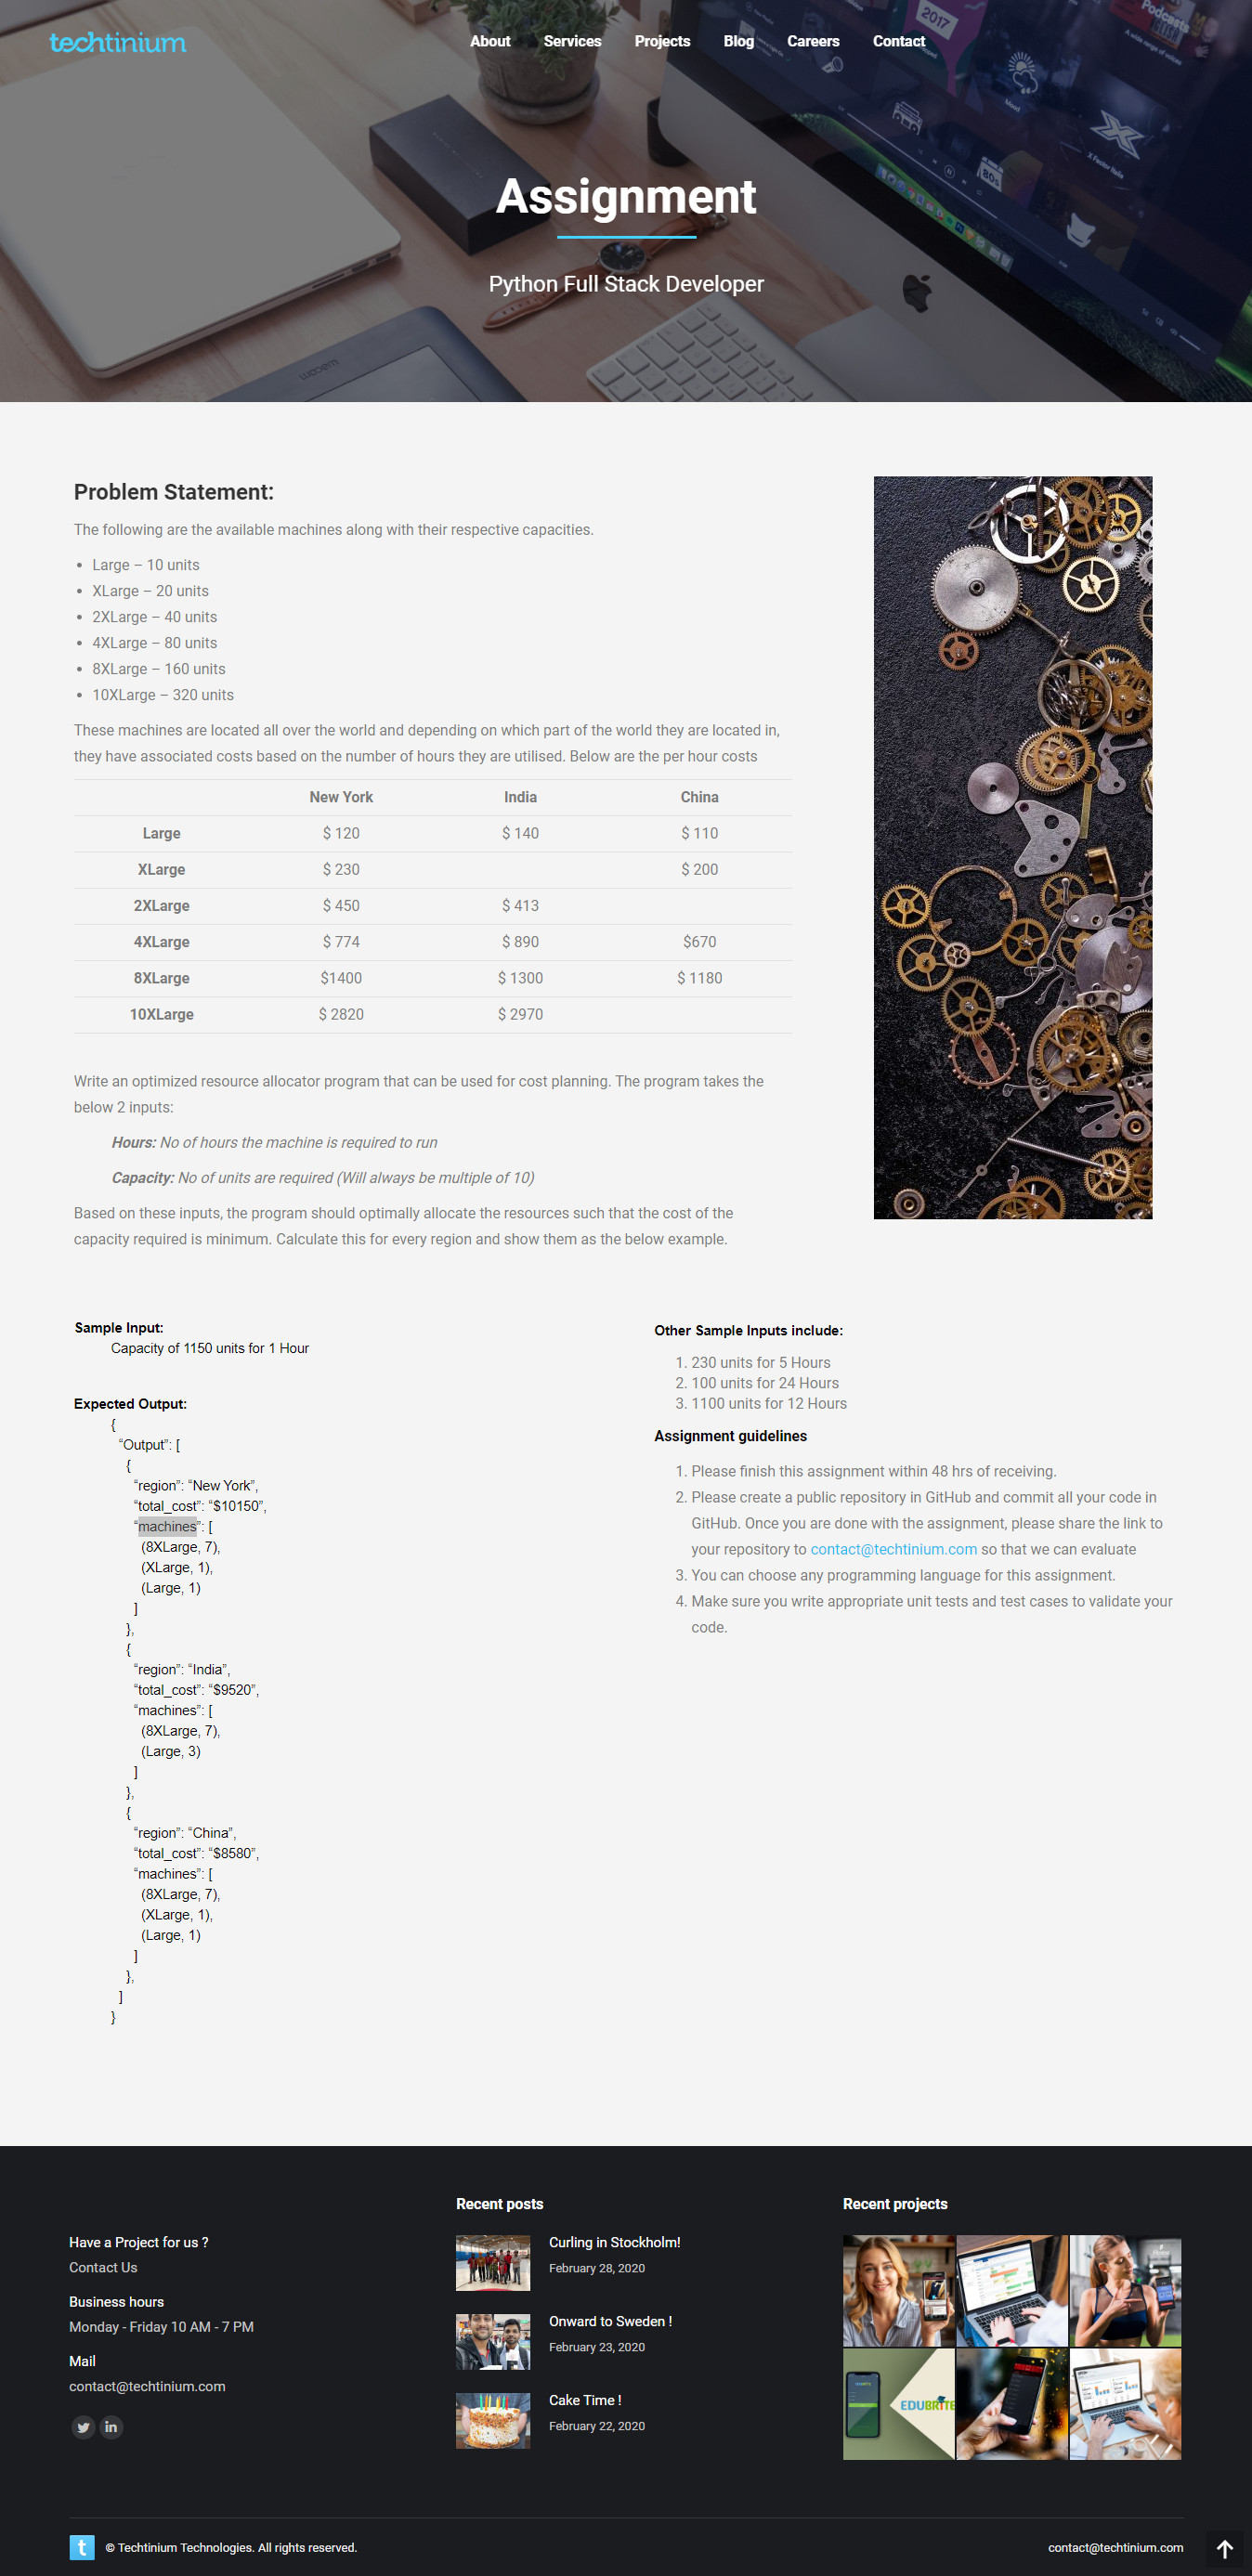 techtinium
About Services Projects Blog Careers Contact
2017
Podcasts
mood
X Factor Italia
80s
Assignment
Python Full Stack Developer
wacom
Problem Statement:
The following are the available machines along with their respective capacities.
• Large – 10 units
• XLarge – 20 units
• 2XLarge – 40 units
• 4XLarge – 80 units
• 8XLarge – 160 units
• 10XLarge – 320 units
These machines are located all over the world and depending on which part of the world they are located in,
they have associated costs based on the number of hours they are utilised. Below are the per hour costs
New York India China
Large $ 120 $ 140 $ 110
XLarge $ 230 $ 200
2XLarge $ 450 $ 413
4XLarge $ 774 $ 890 $670
8XLarge $1400 $ 1300 $ 1180
10XLarge $ 2820 $ 2970
Write an optimized resource allocator program that can be used for cost planning. The program takes the
below 2 inputs:
Hours: No of hours the machine is required to run
Capacity: No of units are required (Will always be multiple of 10)
Based on these inputs, the program should optimally allocate the resources such that the cost of the
capacity required is minimum. Calculate this for every region and show them as the below example.
Sample Input:
Capacity of 1150 units for 1 Hour
Expected Output:
{
“Output”: [
{
“region”: “New York”,
“total_cost”: “$10150”,
“machines”: [
(8XLarge, 7),
(XLarge, 1),
(Large, 1)
]
},
{
“region”: “India”,
“total_cost”: “$9520”,
“machines”: [
(8XLarge, 7),
(Large, 3)
]
},
{
“region”: “China”,
“total_cost”: “$8580”,
“machines”: [
(8XLarge, 7),
(XLarge, 1),
(Large, 1)
]
},
]
}
Other Sample Inputs include:
1. 230 units for 5 Hours
2. 100 units for 24 Hours
3. 1100 units for 12 Hours
Assignment guidelines
1. Please finish this assignment within 48 hrs of receiving.
2. Please create a public repository in GitHub and commit all your code in
GitHub. Once you are done with the assignment, please share the link to
your repository to contact@techtinium.com so that we can evaluate
3. You can choose any programming language for this assignment.
4. Make sure you write appropriate unit tests and test cases to validate your
code.
Have a Project for us ?
Contact Us
Business hours
Monday - Friday 10 AM - 7 PM
Mail
contact@techtinium.com
Recent posts
Curling in Stockholm!
February 28, 2020
Onward to Sweden !
February 23, 2020
Cake Time !
February 22, 2020
Recent projects
EDUBRITE
t © Techtinium Technologies. All rights reserved.
contact@techtinium.com